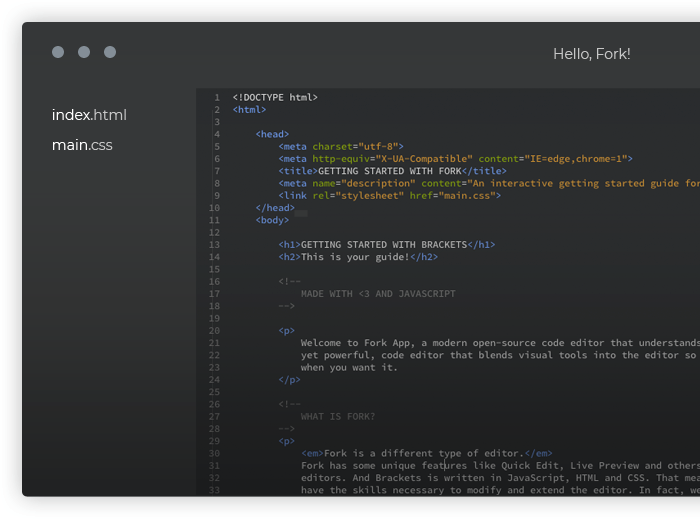 Hello, Fork!
index.html
main.css
1 <!DOCTYPE html>
2 <html>
3
4 <head>
5 <meta charset="utf-8">
6 <meta http-equiv="X-UA-Compatible" content="IE=edge,chrome=1">
7 <title>GETTING STARTED WITH FORK</title>
8 <meta name="description" content="An interactive getting started guide for
9 <link rel="stylesheet" href="main.css">
10 </head>
11 <body>
12
13 <h1>GETTING STARTED WITH BRACKETS</h1>
14 <h2>This is your guide!</h2>
15
16 <!--
17 MADE WITH <3 AND JAVASCRIPT
18 -->
19
20 <p>
21 Welcome to Fork App, a modern open-source code editor that understands
22 yet powerful, code editor that blends visual tools into the editor so
23 when you want it.
24 </p>
25
26 <!--
27 WHAT IS FORK?
28 -->
29 <p>
30 <em>Fork is a different type of editor.</em>
31 Fork has some unique features like Quick Edit, Live Preview and others
32 editors. And Brackets is written in JavaScript, HTML and CSS. That mea
33 have the skills necessary to modify and extend the editor. In fact, we